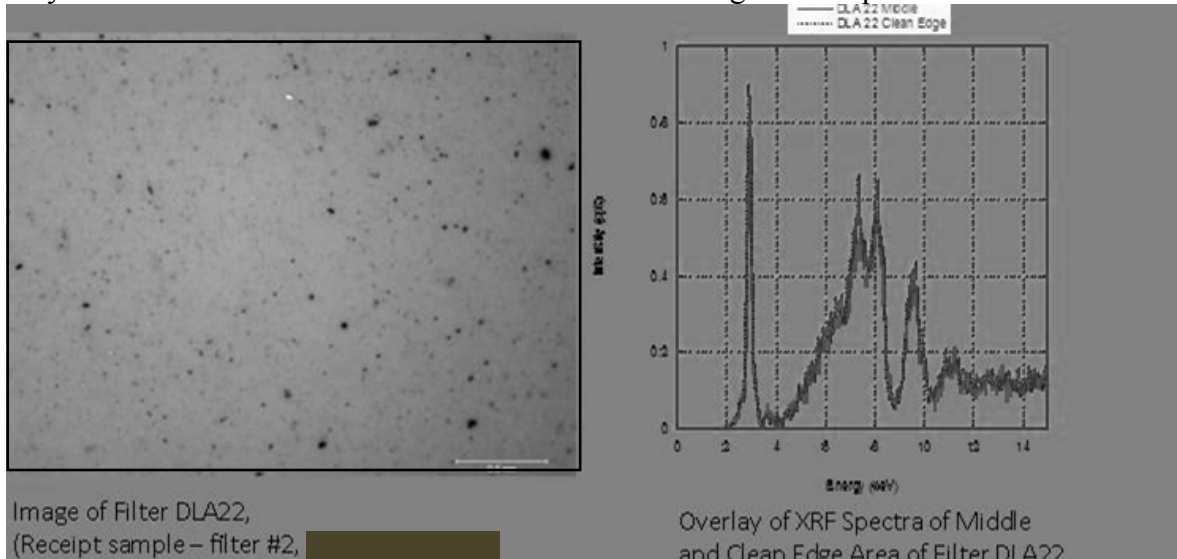 DLA 22 Middle
DLA 22 Clean Edge
1
0.8
0.6
0.4
0.2
0
0 2 4 6 8 10 12 14
Energy (keV)
Image of Filter DLA22,
(Receipt sample – filter #2,
Overlay of XRF Spectra of Middle
and Clean Edge Area of Filter DLA22